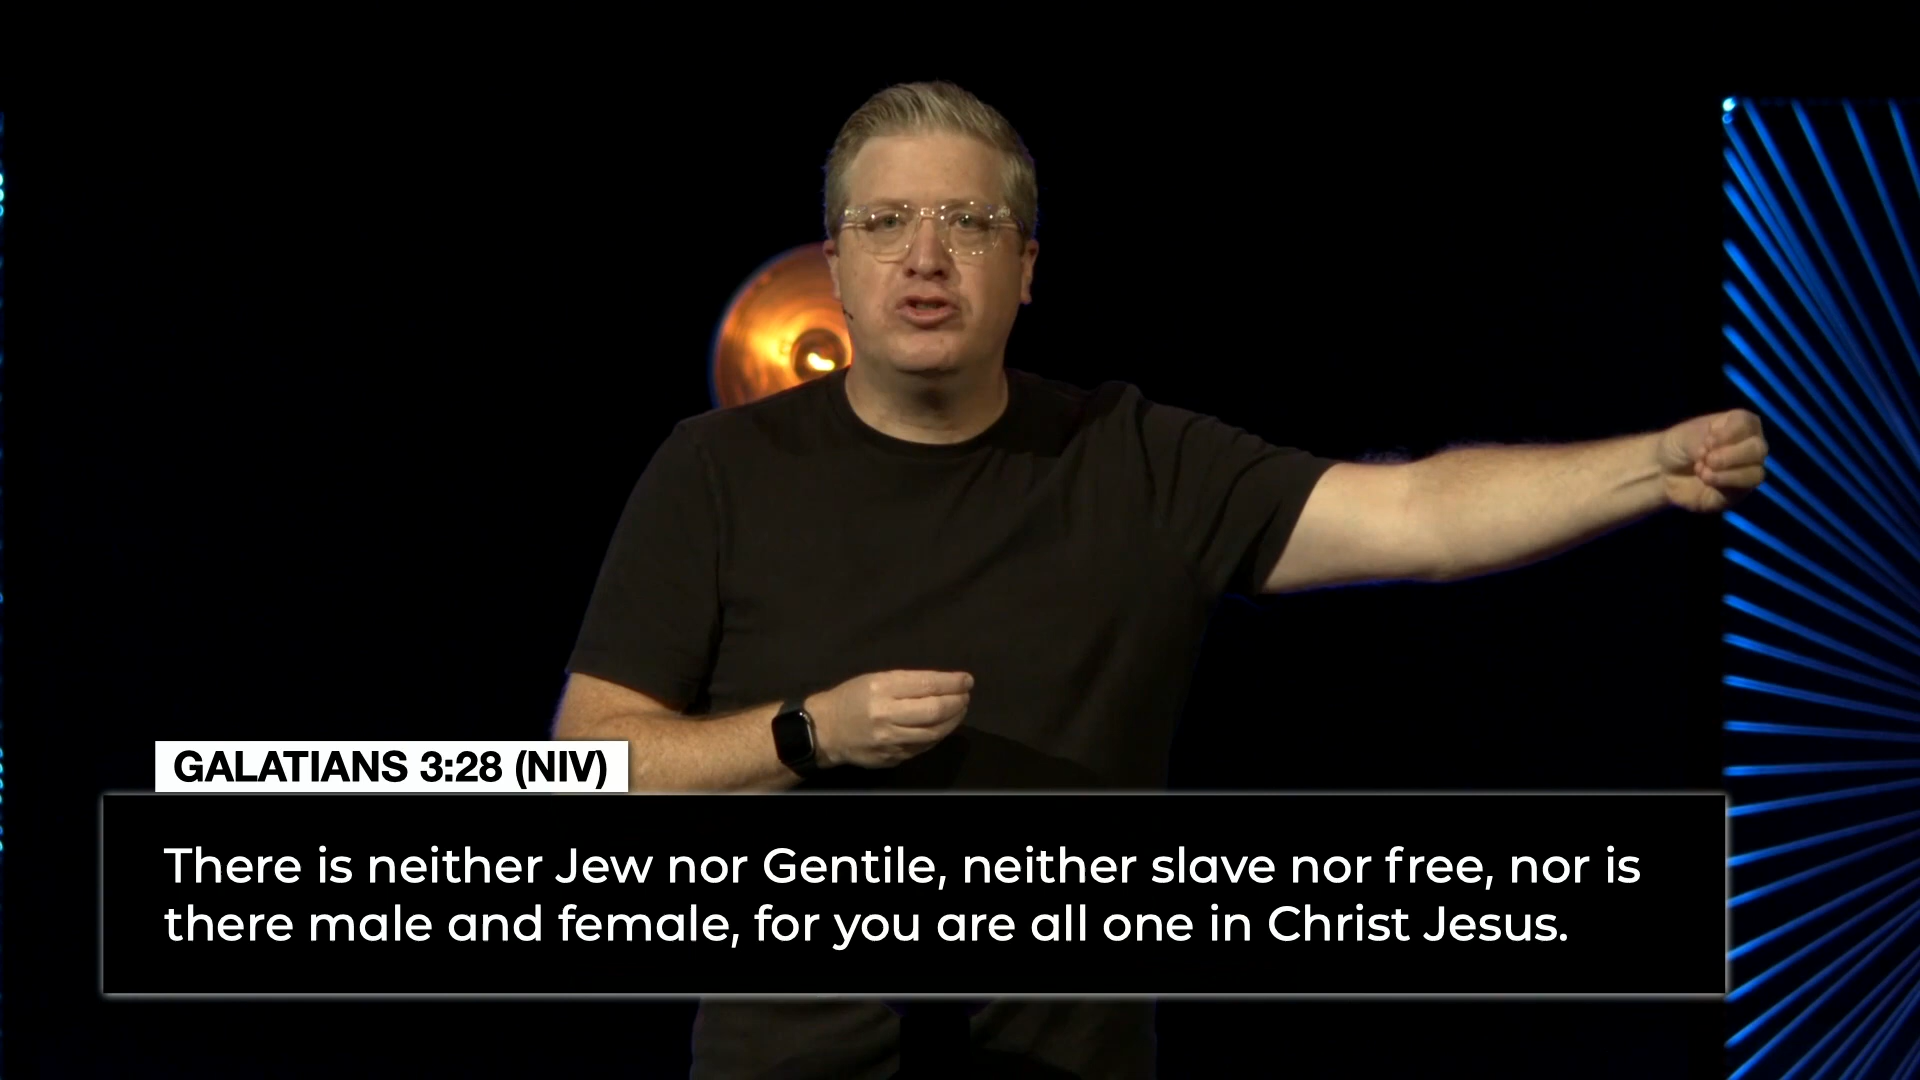 GALATIANS 3:28 (NIV)
There is neither Jew nor Gentile, neither slave nor free, nor is
there male and female, for you are all one in Christ Jesus.